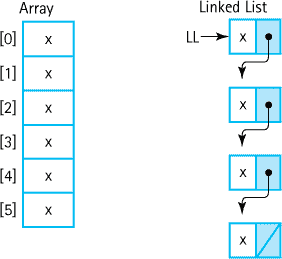 Array
Linked List
[0] x
[1] x
[2] x
[3] x
[4] x
[5] x
LL x
x
x
x